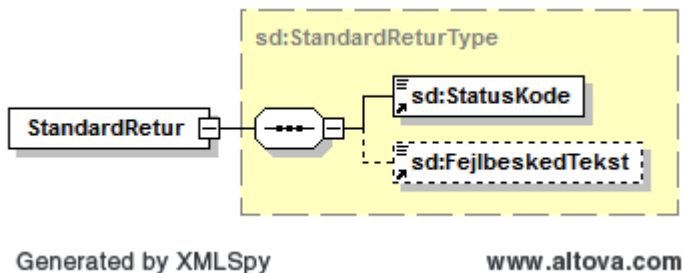 sd:StandardReturType
sd:StatusKode
StandardRetur
sd:FejlbeskedTekst
Generated by XMLSpy www.altova.com